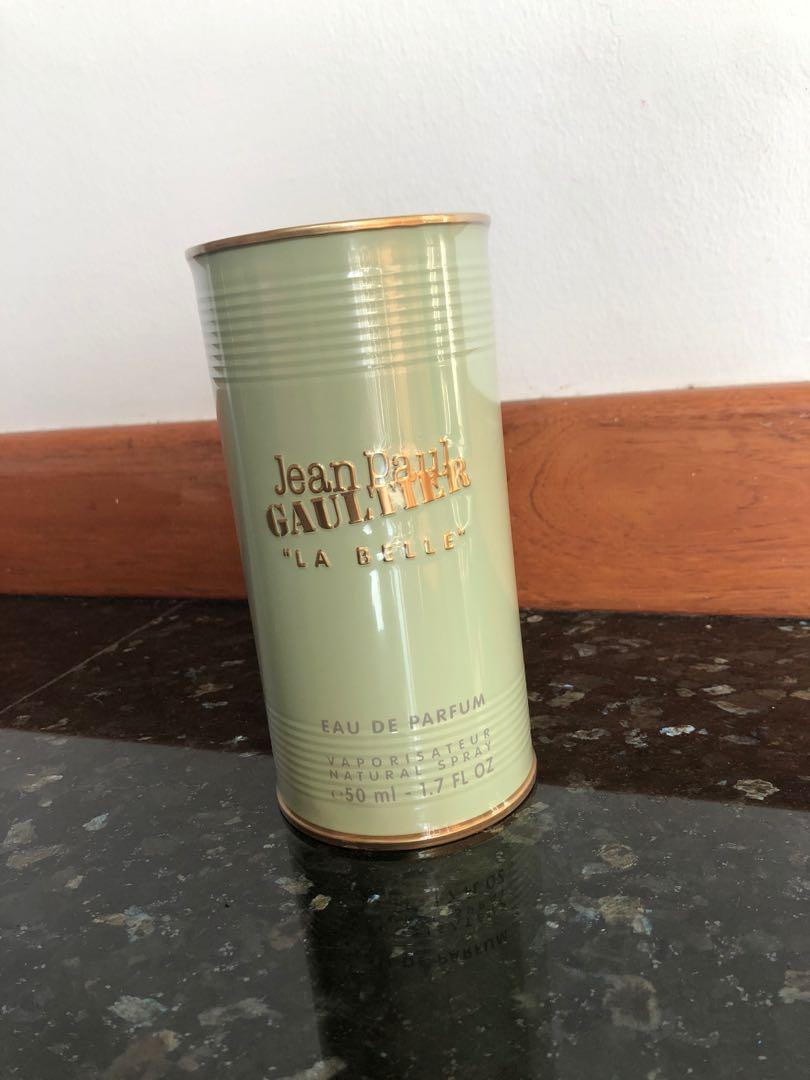 Jean Paul
GAULTIER
"LA BELLE"
EAU DE PARFUM
VAPORISATEUR
NATURAL SPRAY
50 ml - 1.7 FL OZ